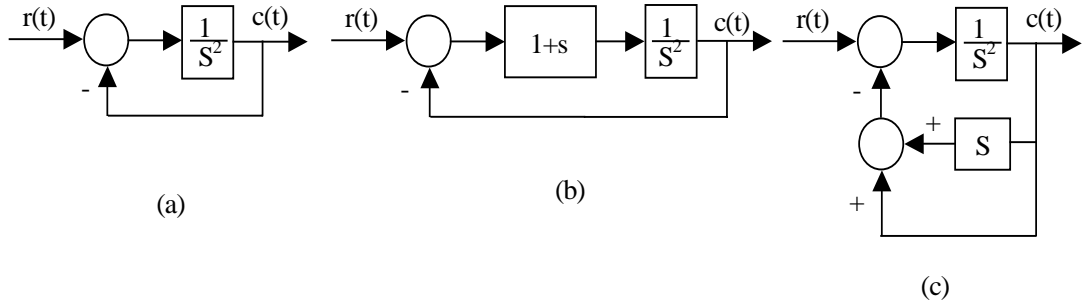 r(t)
1
S²
c(t)
-
(a)
r(t)
1+s
1
S²
c(t)
-
(b)
r(t)
1
S²
c(t)
-
+
S
+
(c)